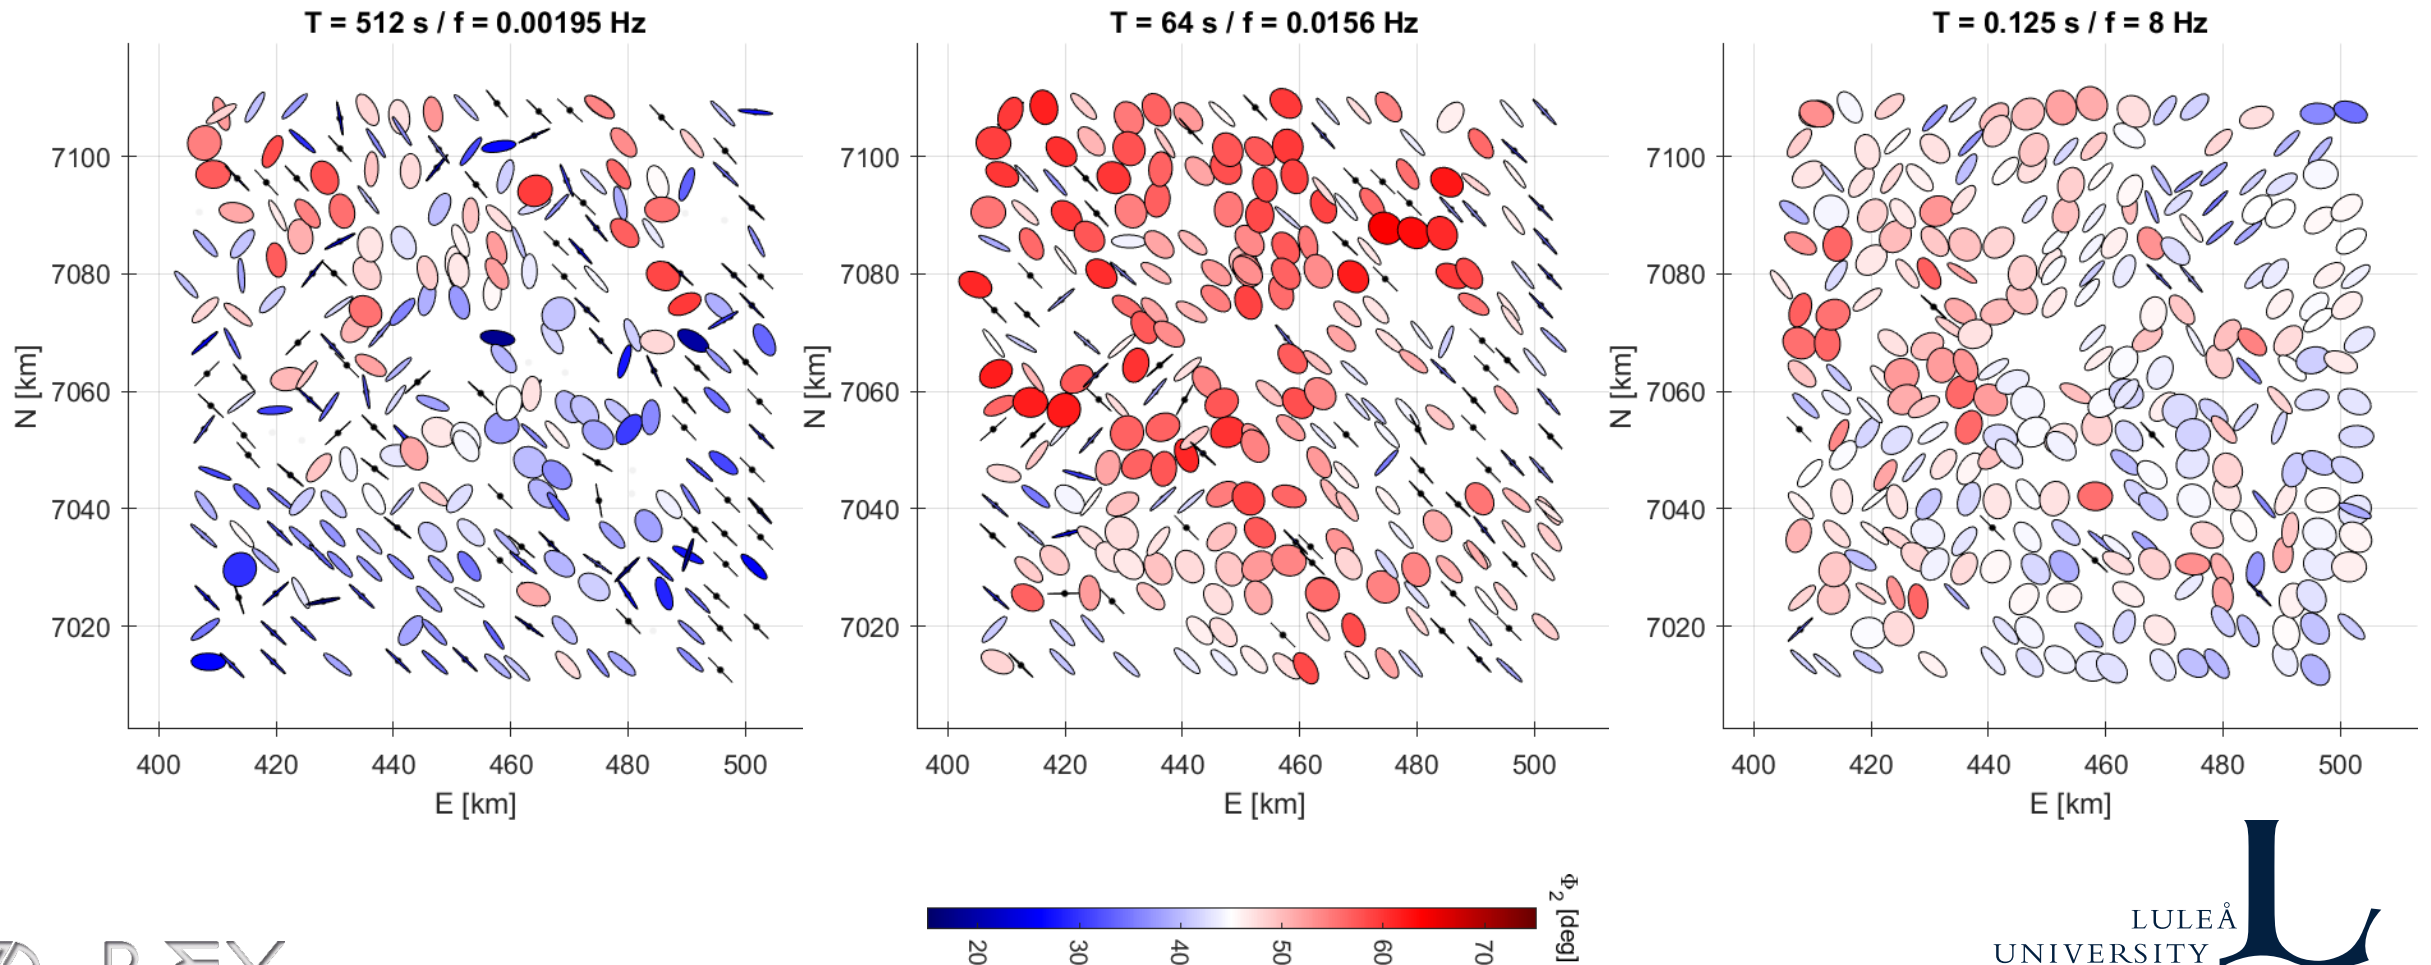 T = 512 s / f = 0.00195 Hz
T = 64 s / f = 0.0156 Hz
T = 0.125 s / f = 8 Hz
N [km]
7100
7080
7060
7040
7020
400 420 440 460 480 500
E [km]
N [km]
7100
7080
7060
7040
7020
400 420 440 460 480 500
E [km]
N [km]
7100
7080
7060
7040
7020
400 420 440 460 480 500
E [km]
Φ2 [deg]
20 30 40 50 60 70
LULEÅ
UNIVERSITY